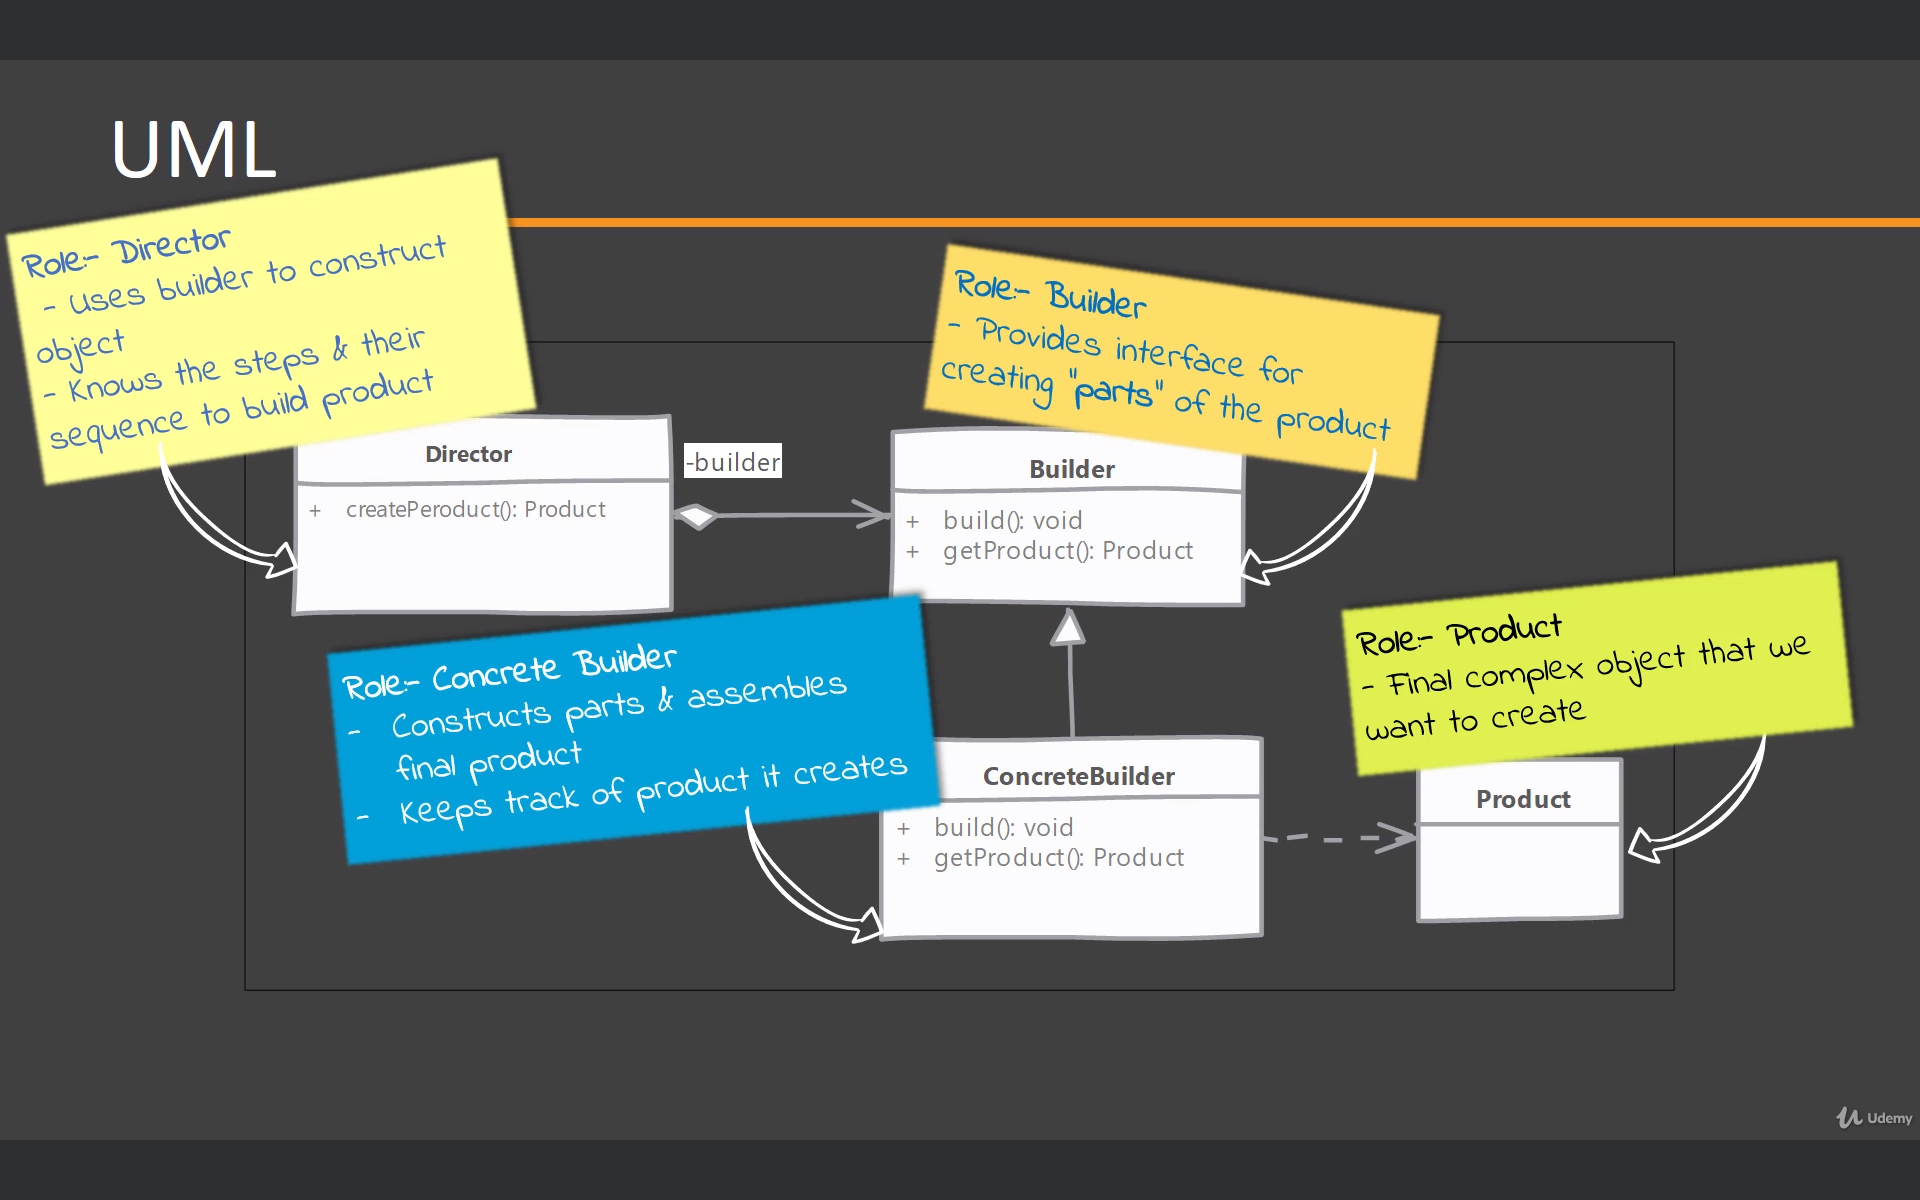 UML
Role:- Director
- Uses builder to construct
object
- Knows the steps & their
sequence to build product
Role:- Builder
- Provides interface for
creating "parts" of the product
Director
+ createPeroduct(): Product
-builder
Builder
+ build(): void
+ getProduct(): Product
Role:- Concrete Builder
- Constructs parts & assembles
final product
- Keeps track of product it creates
Role:- Product
- Final complex object that we
want to create
ConcreteBuilder
+ build(): void
+ getProduct(): Product
Product
Udemy